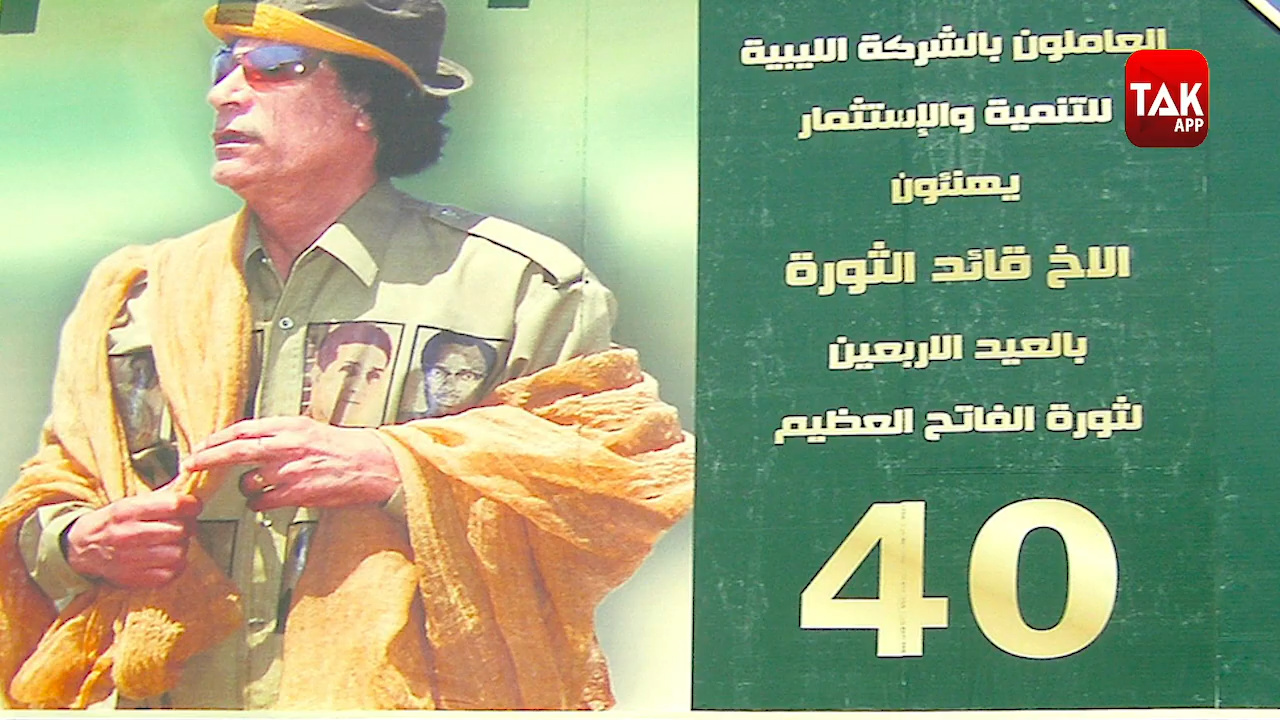 العاملون بالشركة الليبية
للتنمية والإستثمار
يهنئون
الاخ قائد الثورة
بالعيد الاربعين
لثورة الفاتح العظيم
40
TAK
APP